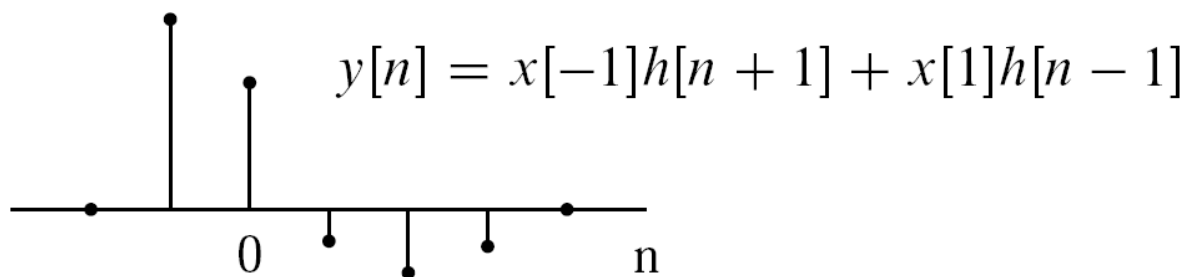 y[n] = x[−1]h[n + 1] + x[1]h[n − 1]
0
n